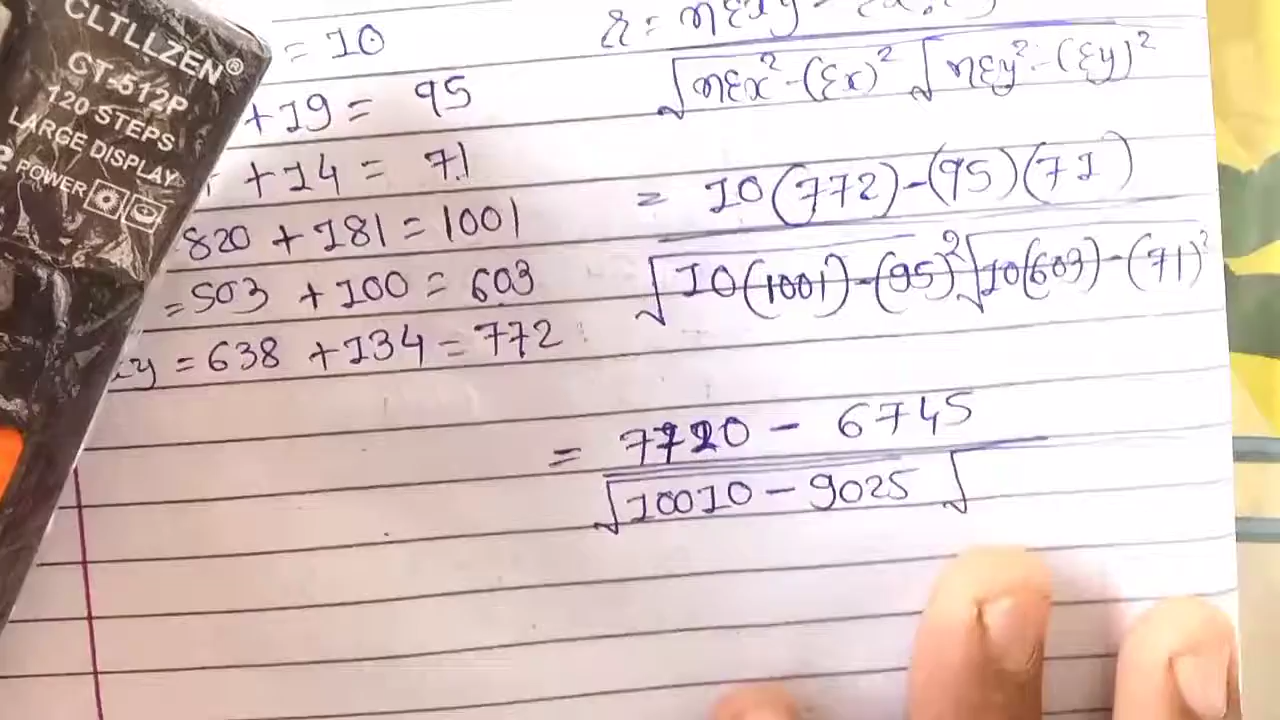 CLTLLZEN®
CT-512P
120 STEPS
LARGE DISPLAY
POWER
= 10
+19 = 95
+14 = 71
820 + 181 = 1001
=503 +100 = 603
y = 638 +134 = 772
r = nΣxy -
√nΣx² - (Σx)² √nΣy² - (Σy)²
= 10(772) - (95)(71)
√10(1001) - (95)² √10(603) - (71)²
= 7720 - 6745
√10010 - 9025 √